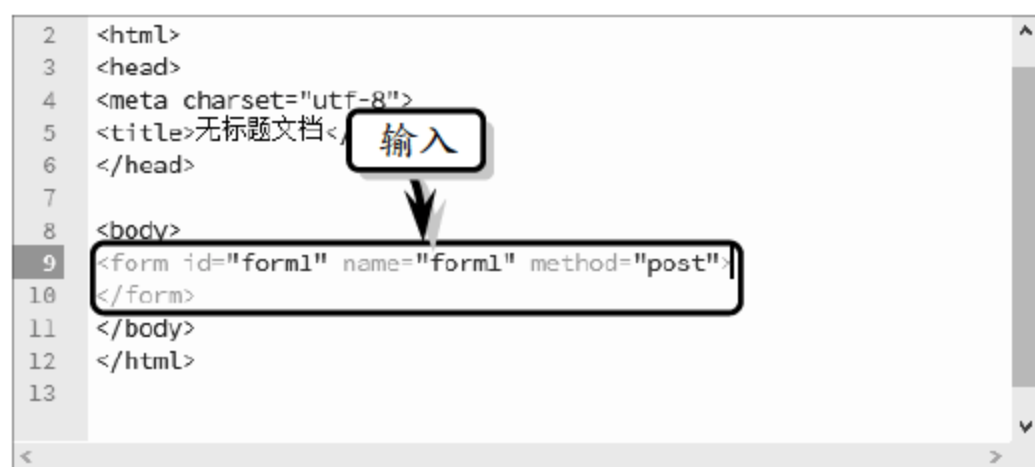 2 <html>
3 <head>
4 <meta charset="utf-8">
5 <title>无标题文档</
输入
6 </head>
7
8 <body>
9 <form id="form1" name="form1" method="post">
10 </form>
11 </body>
12 </html>
13